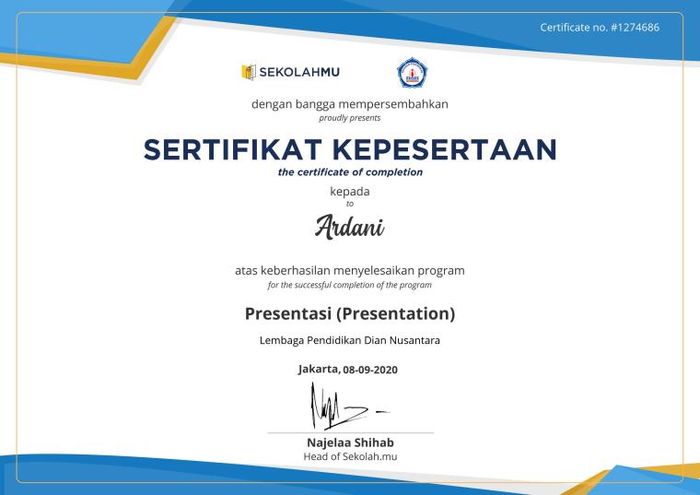 Certificate no. #1274686
SEKOLAHMU
dengan bangga mempersembahkan
proudly presents
SERTIFIKAT KEPESERTAAN
the certificate of completion
kepada
to
Ardani
atas keberhasilan menyelesaikan program
for the successful completion of the program
Presentasi (Presentation)
Lembaga Pendidikan Dian Nusantara
Jakarta, 08-09-2020
Najelaa Shihab
Head of Sekolah.mu